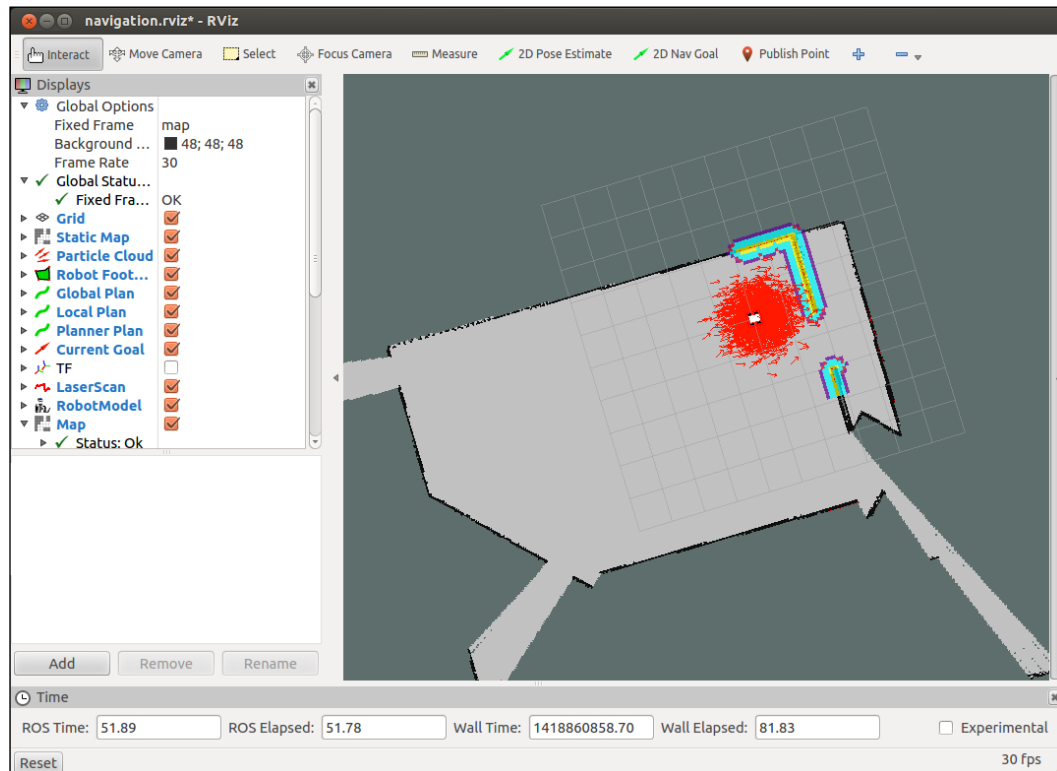 navigation.rviz* - RViz
Interact Move Camera Select Focus Camera Measure 2D Pose Estimate 2D Nav Goal Publish Point
Displays
Global Options
Fixed Frame map
Background ... 48; 48; 48
Frame Rate 30
Global Statu...
Fixed Fra... OK
Grid
Static Map
Particle Cloud
Robot Foot...
Global Plan
Local Plan
Planner Plan
Current Goal
TF
LaserScan
RobotModel
Map
Status: Ok
Add Remove Rename
Time
ROS Time: 51.89 ROS Elapsed: 51.78 Wall Time: 1418860858.70 Wall Elapsed: 81.83 Experimental
Reset 30 fps